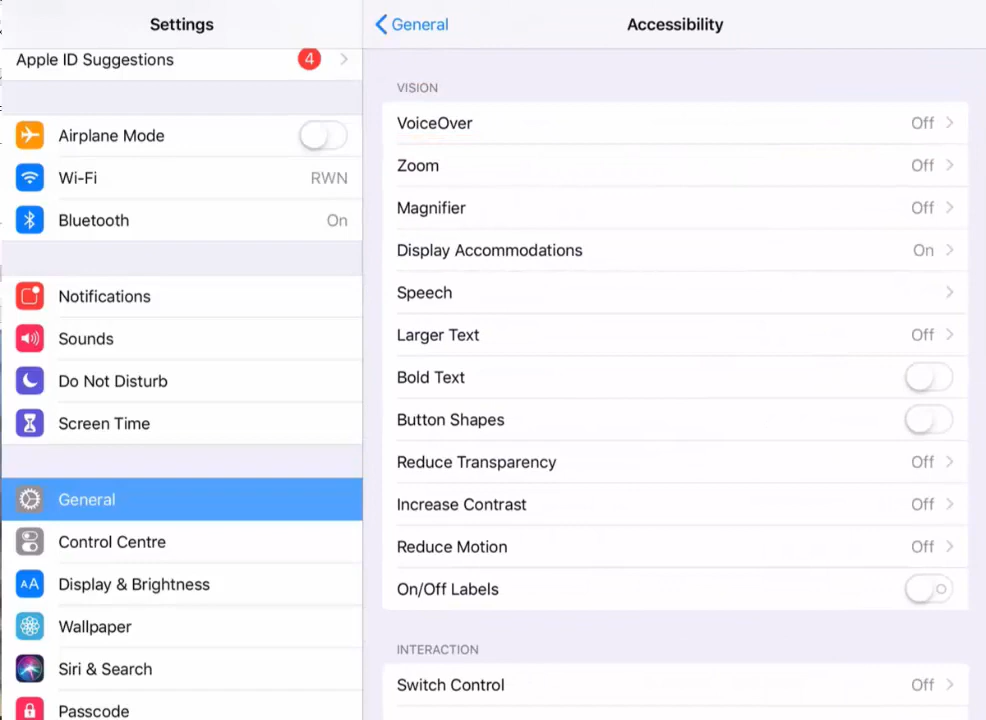 Settings
Apple ID Suggestions 4
Airplane Mode
Wi-Fi RWN
Bluetooth On
Notifications
Sounds
Do Not Disturb
Screen Time
General
Control Centre
AA Display & Brightness
Wallpaper
Siri & Search
Passcode
General Accessibility
VISION
VoiceOver Off
Zoom Off
Magnifier Off
Display Accommodations On
Speech
Larger Text Off
Bold Text
Button Shapes
Reduce Transparency Off
Increase Contrast Off
Reduce Motion Off
On/Off Labels
INTERACTION
Switch Control Off